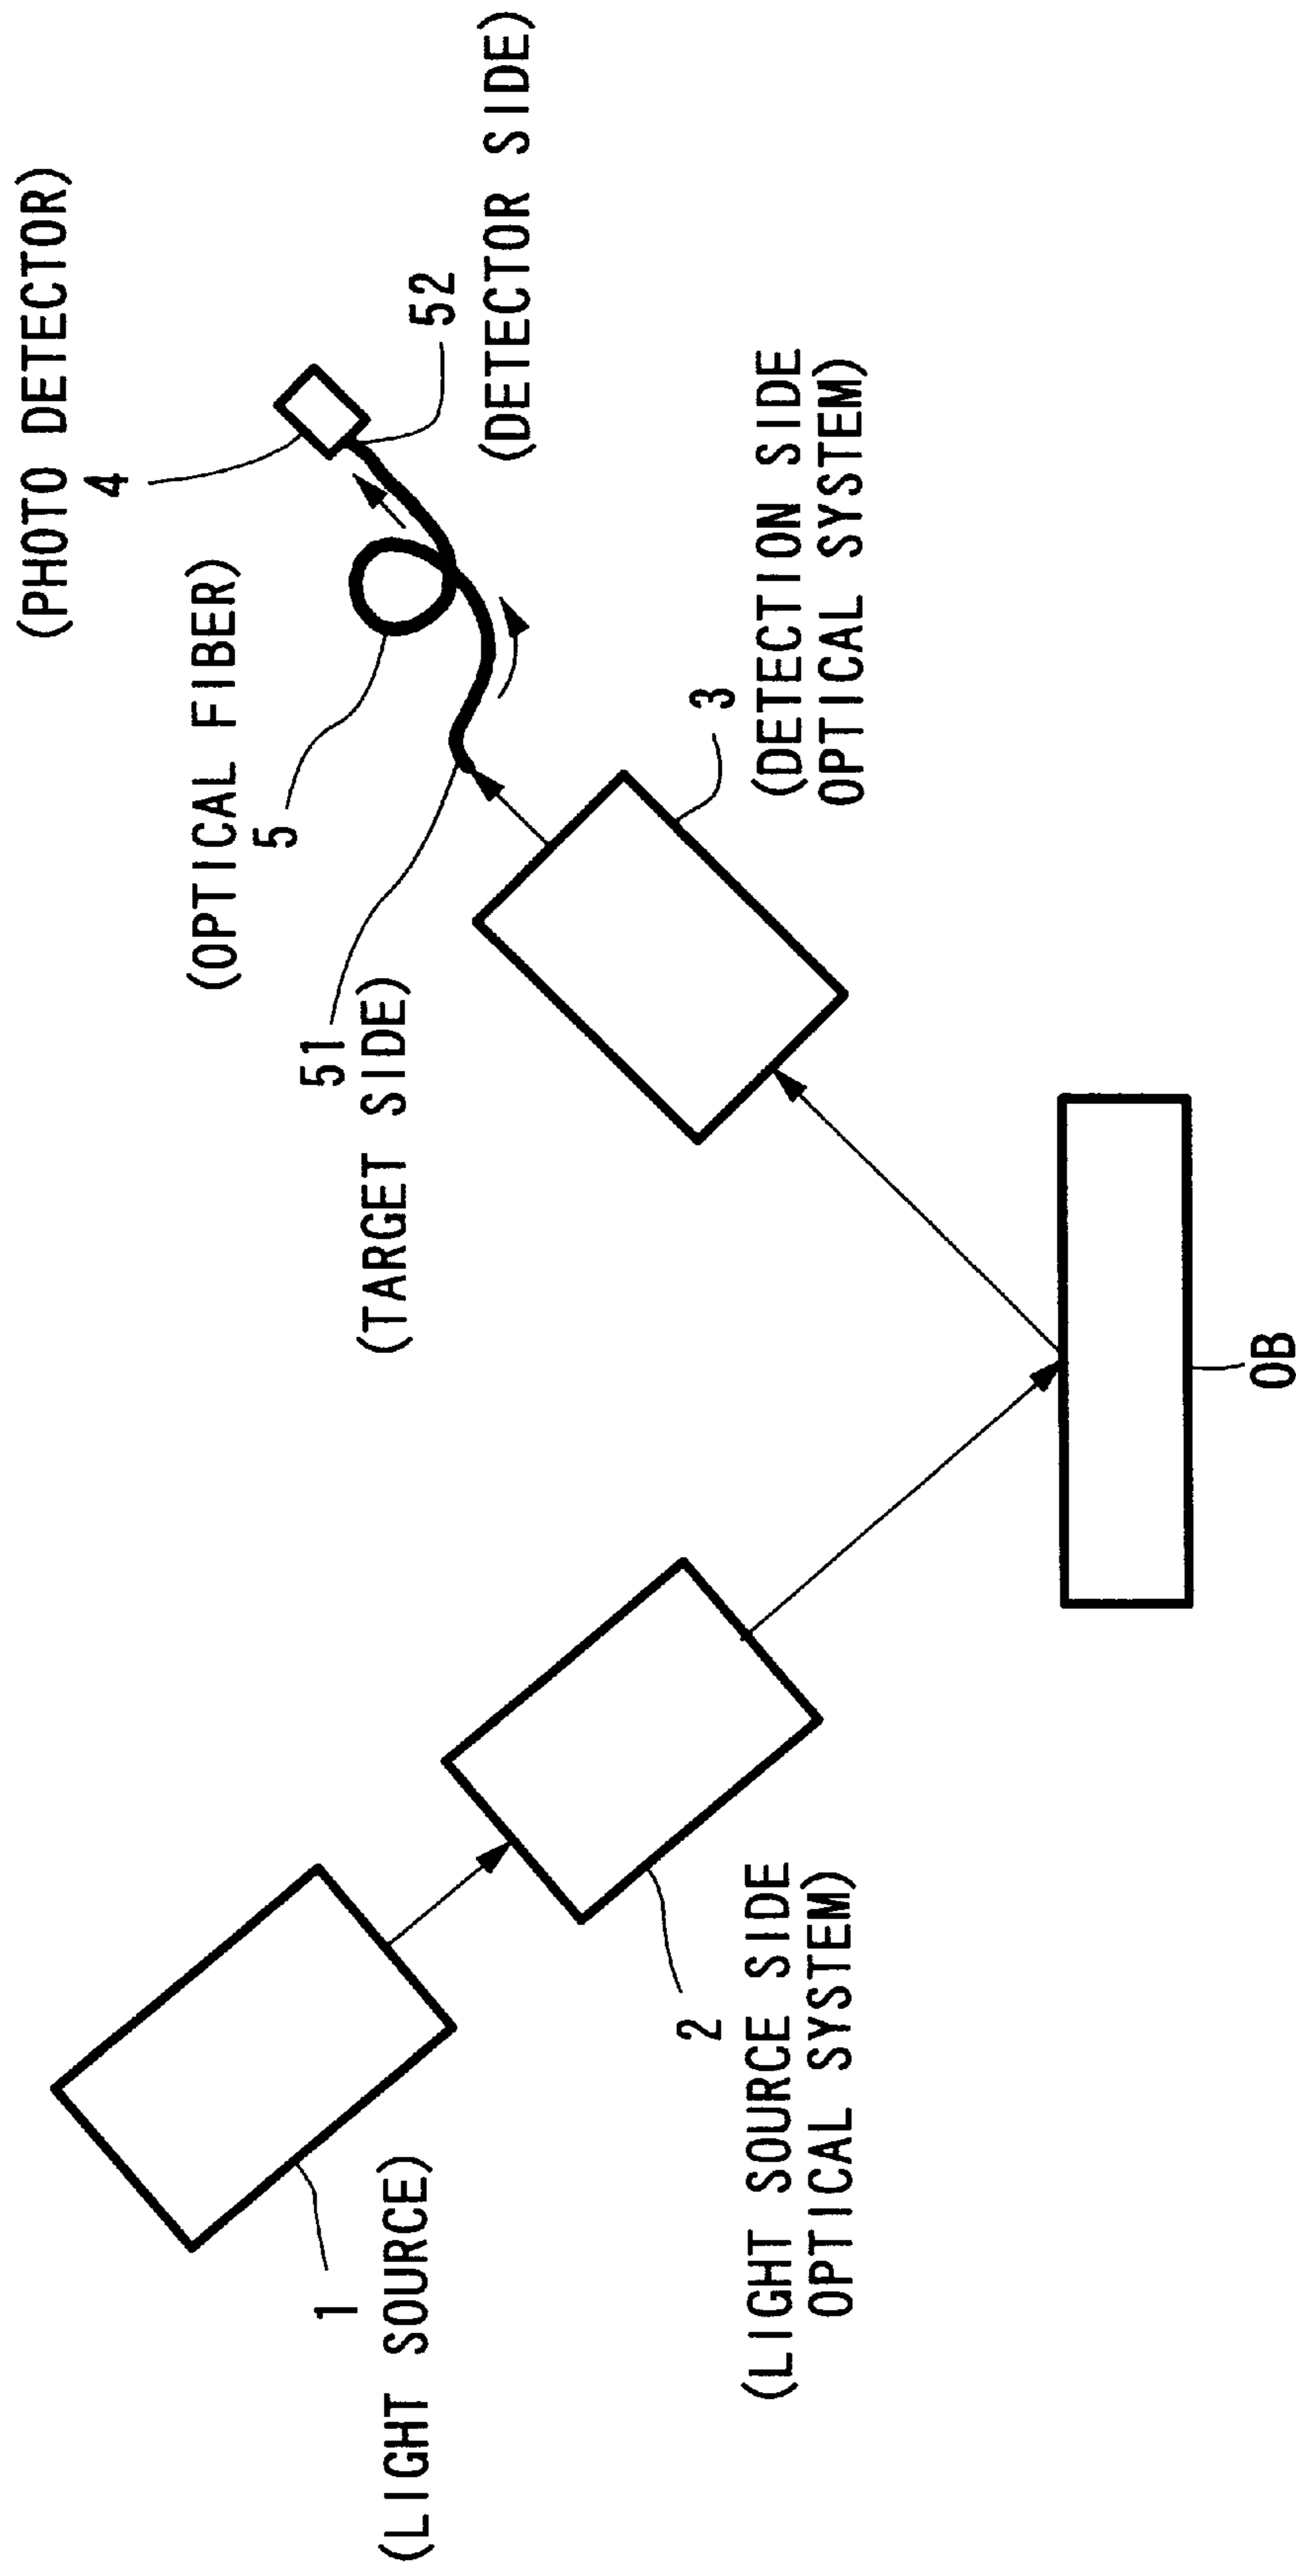 (PHOTO DETECTOR)
4
52
(DETECTOR SIDE)
(OPTICAL FIBER)
5
51
(TARGET SIDE)
3
(DETECTION SIDE
OPTICAL SYSTEM)
1
(LIGHT SOURCE)
2
(LIGHT SOURCE SIDE
OPTICAL SYSTEM)
OB